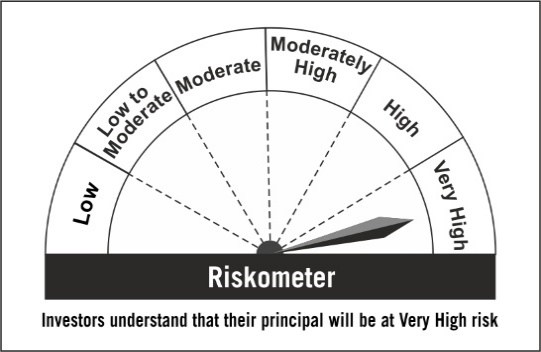 Low
Low to
Moderate
Moderate
Moderately
High
High
Very High
Riskometer
Investors understand that their principal will be at Very High risk